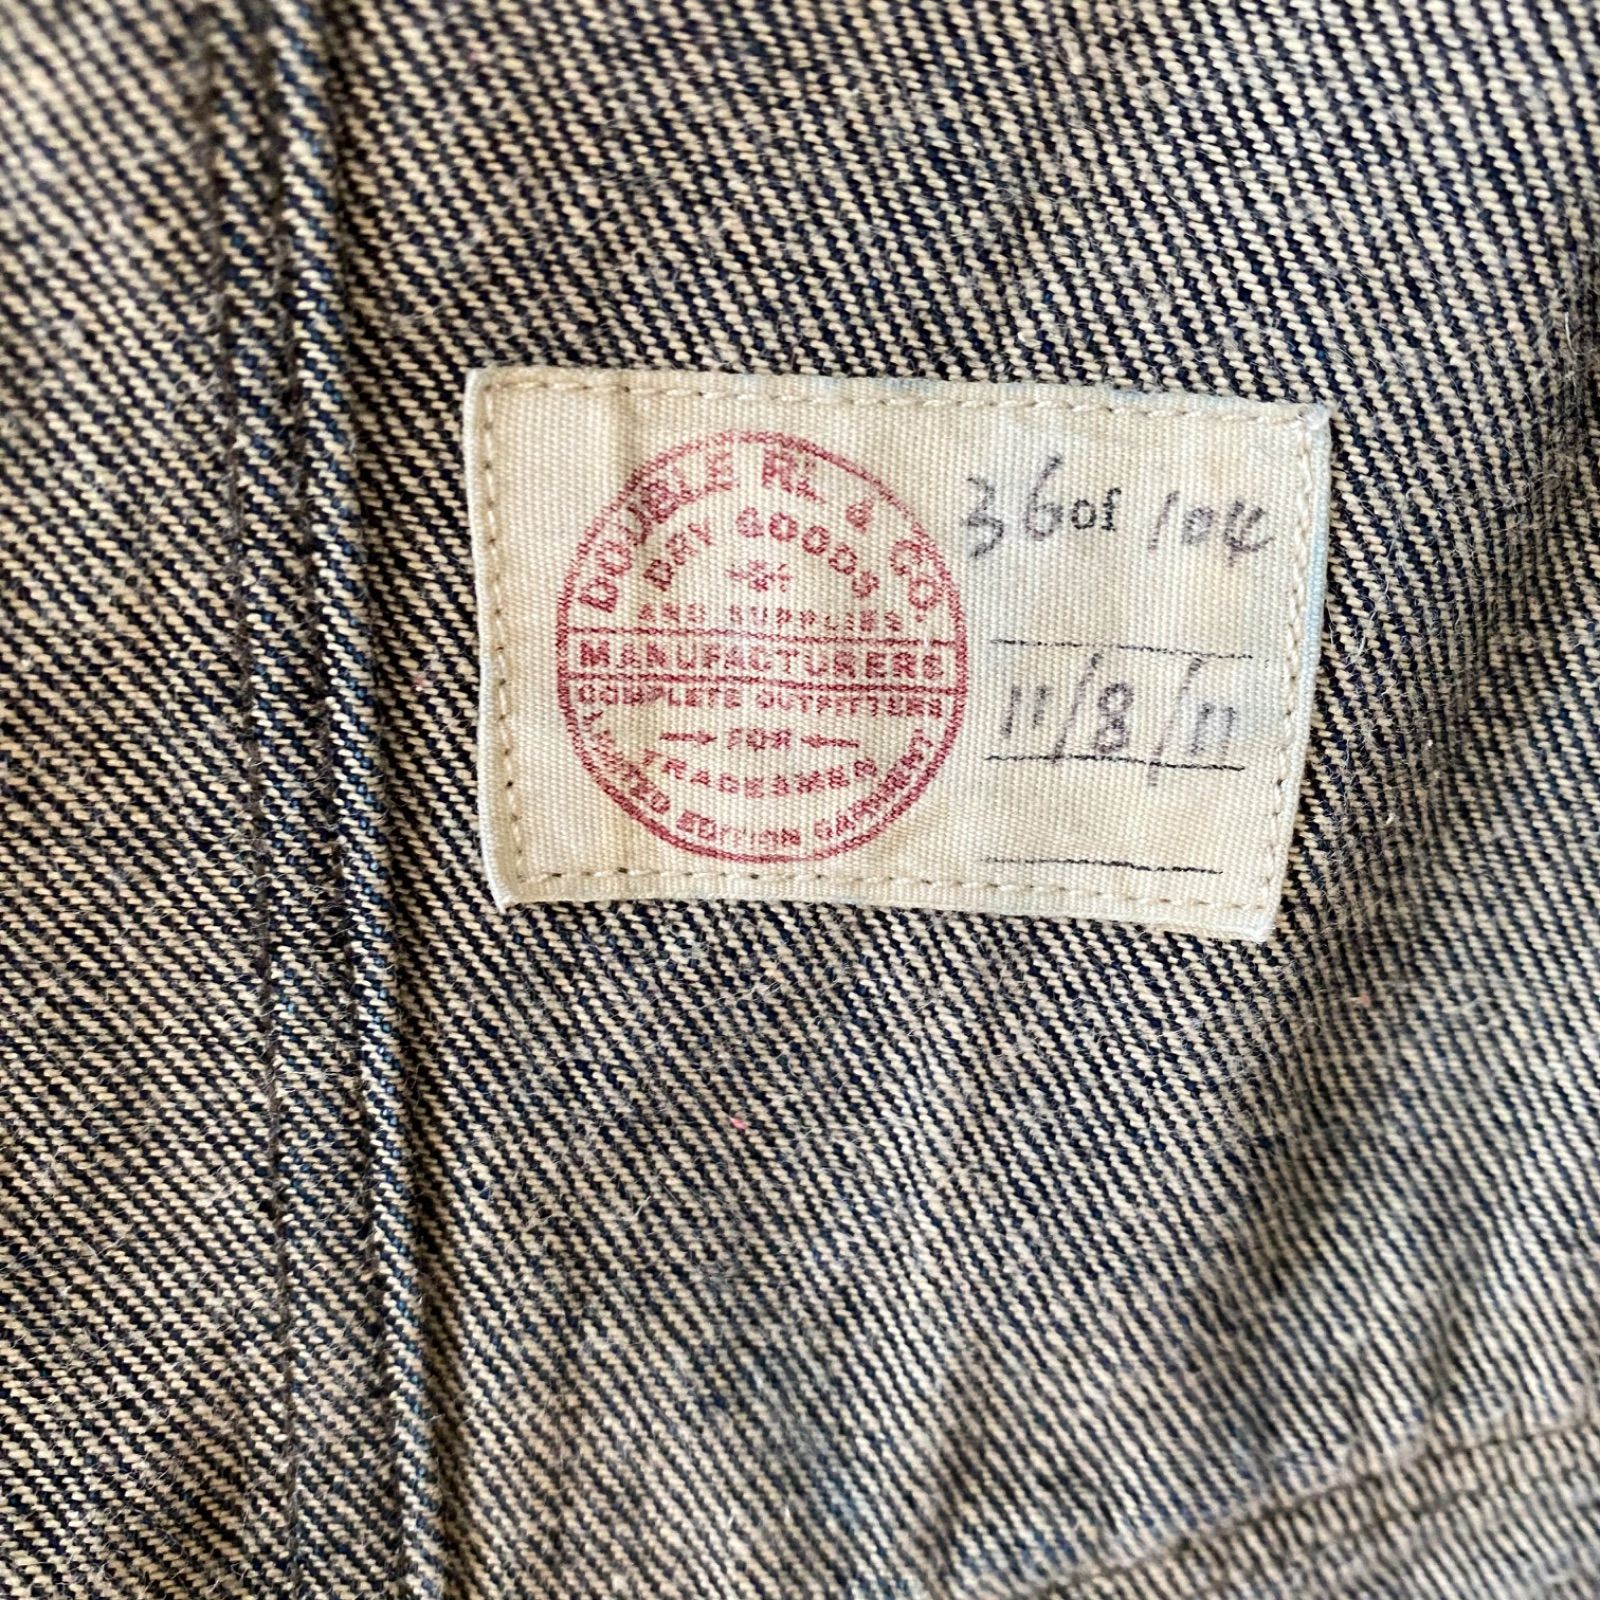 DOUBLE RL & CO.
DRY GOODS
AND SUPPLIES
MANUFACTURERS
COMPLETE OUTFITTERS
FOR
TRADESMEN
LIMITED EDITION GARMENT
36 of 104
11/8/11